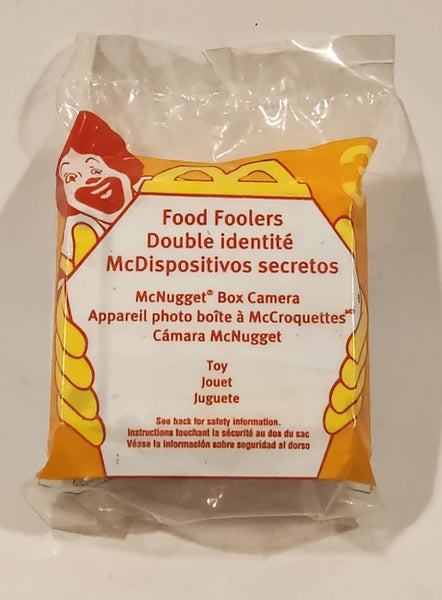 3
Food Foolers
Double identité
McDispositivos secretos
McNugget® Box Camera
Appareil photo boîte à McCroquettes MD
Cámara McNugget
Toy
Jouet
Juguete
See back for safety information.
Instructions touchant la sécurité au dos du sac
Véase la información sobre seguridad al dorso